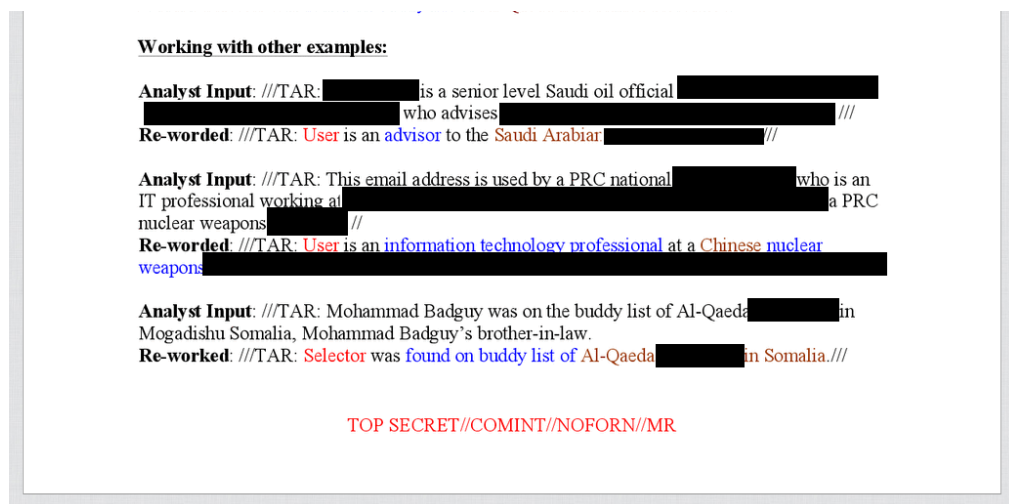 Working with other examples:
Analyst Input: ///TAR: is a senior level Saudi oil official
who advises ///
Re-worded: ///TAR: User is an advisor to the Saudi Arabian //
Analyst Input: ///TAR: This email address is used by a PRC national who is an
IT professional working at a PRC
nuclear weapons //
Re-worded: ///TAR: User is an information technology professional at a Chinese nuclear
weapons
Analyst Input: ///TAR: Mohammad Badguy was on the buddy list of Al-Qaeda in
Mogadishu Somalia, Mohammad Badguy's brother-in-law.
Re-worked: ///TAR: Selector was found on buddy list of Al-Qaeda in Somalia.///
TOP SECRET//COMINT//NOFORN//MR